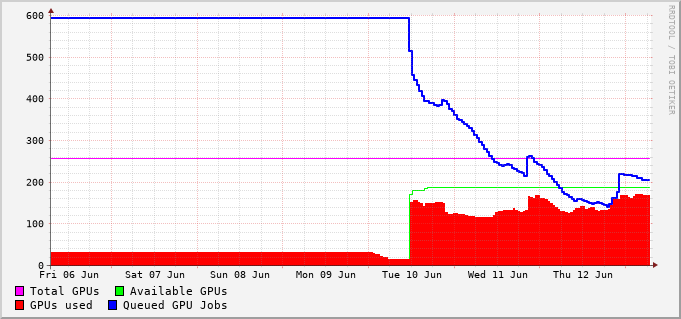 RRDTOOL / TOBI OETIKER
600
500
400
300
200
100
0
Fri 06 Jun Sat 07 Jun Sun 08 Jun Mon 09 Jun Tue 10 Jun Wed 11 Jun Thu 12 Jun
Total GPUs Available GPUs
GPUs used Queued GPU Jobs